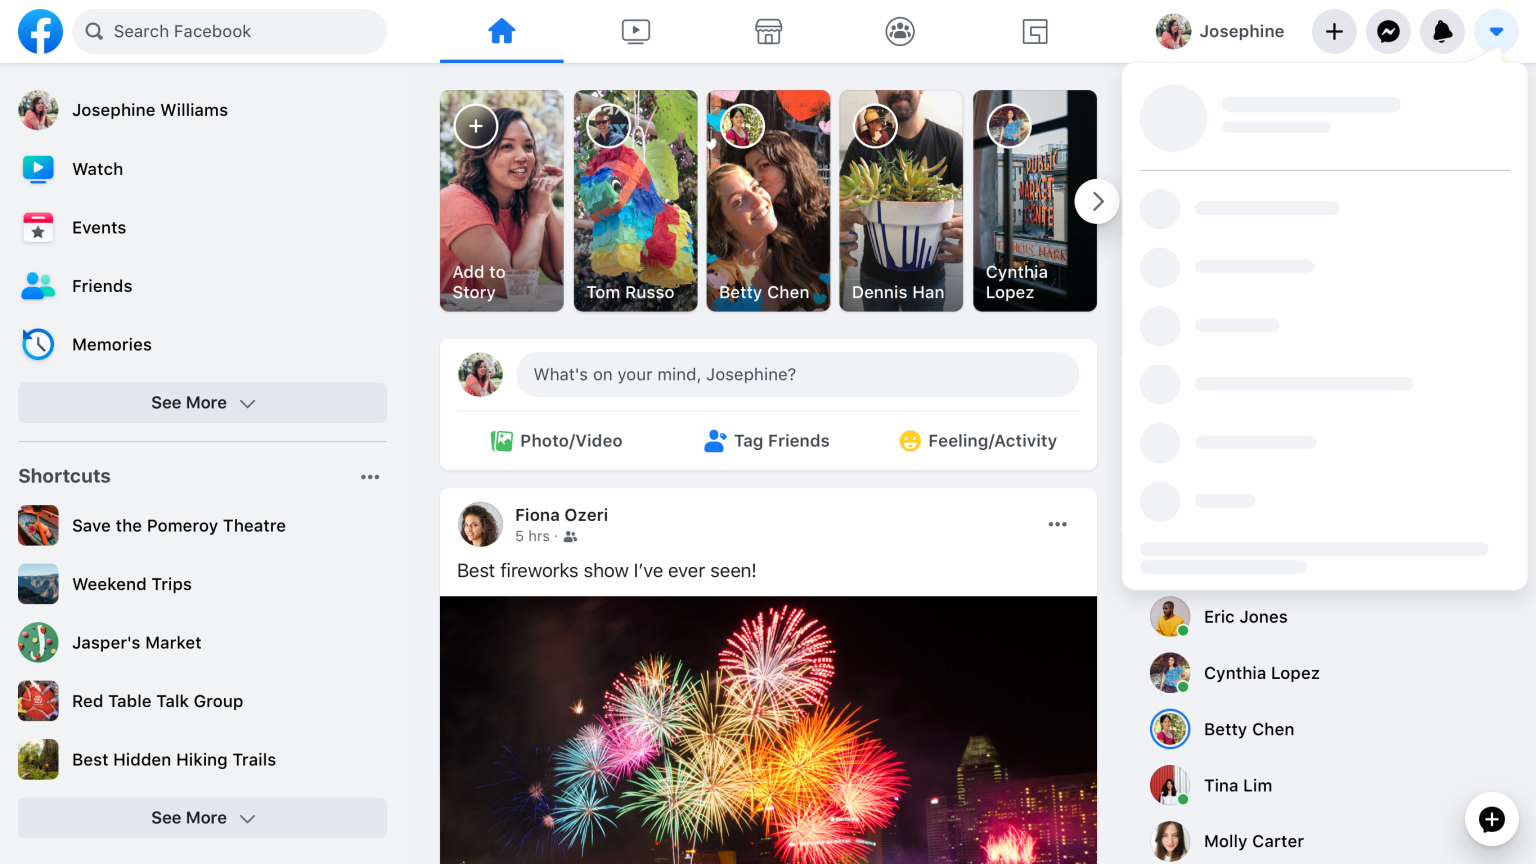 Search Facebook
Josephine
Josephine Williams
Watch
Events
Friends
Memories
See More
Shortcuts
Save the Pomeroy Theatre
Weekend Trips
Jasper's Market
Red Table Talk Group
Best Hidden Hiking Trails
See More
Add to
Story
Tom Russo
Betty Chen
Dennis Han
PUBLIC
MARKET
CENTE
Cynthia
Lopez
What's on your mind, Josephine?
Photo/Video
Tag Friends
Feeling/Activity
Fiona Ozeri
5 hrs ·
Best fireworks show I’ve ever seen!
Eric Jones
Cynthia Lopez
Betty Chen
Tina Lim
Molly Carter